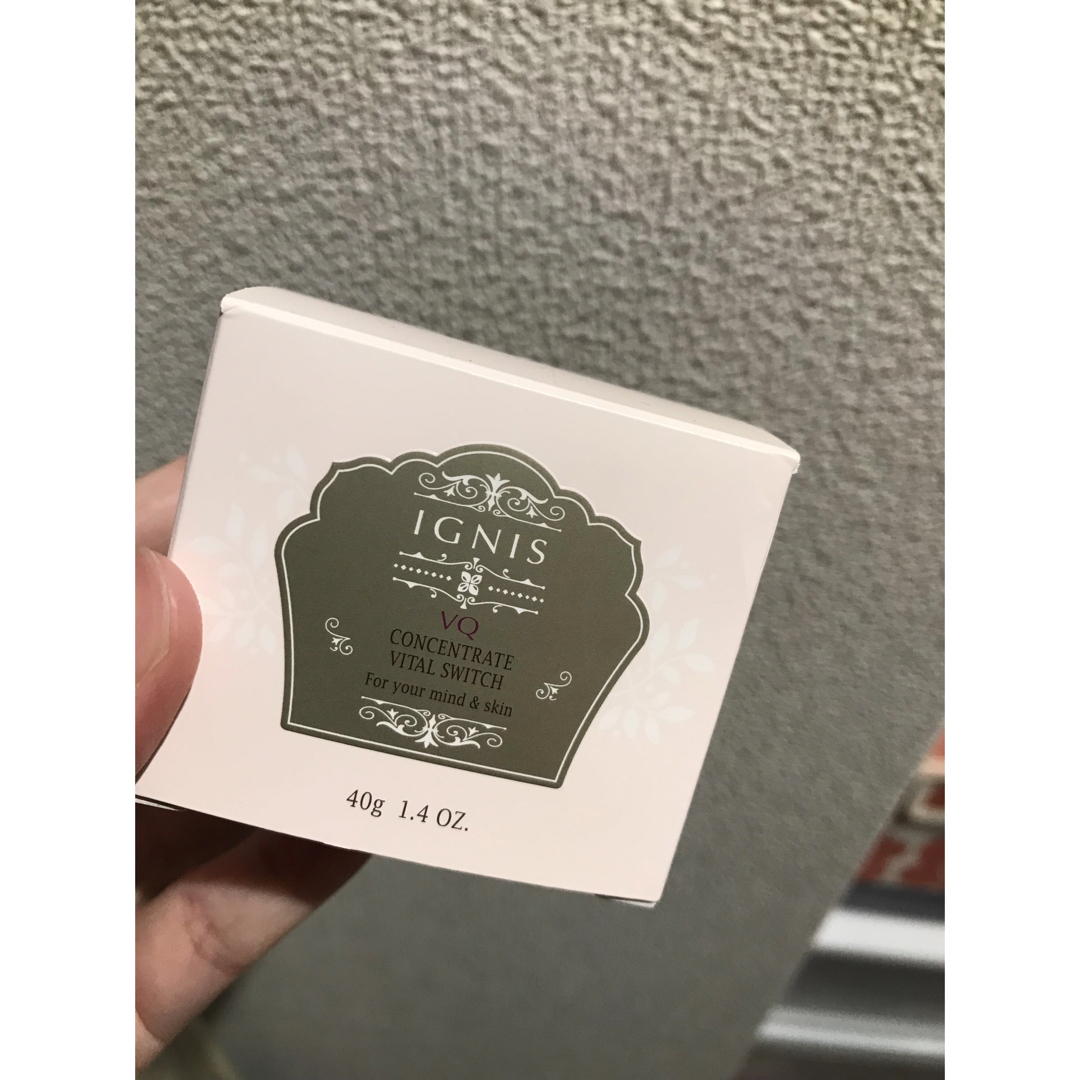 IGNIS
VQ
CONCENTRATE
VITAL SWITCH
For your mind & skin
40g 1.4 OZ.